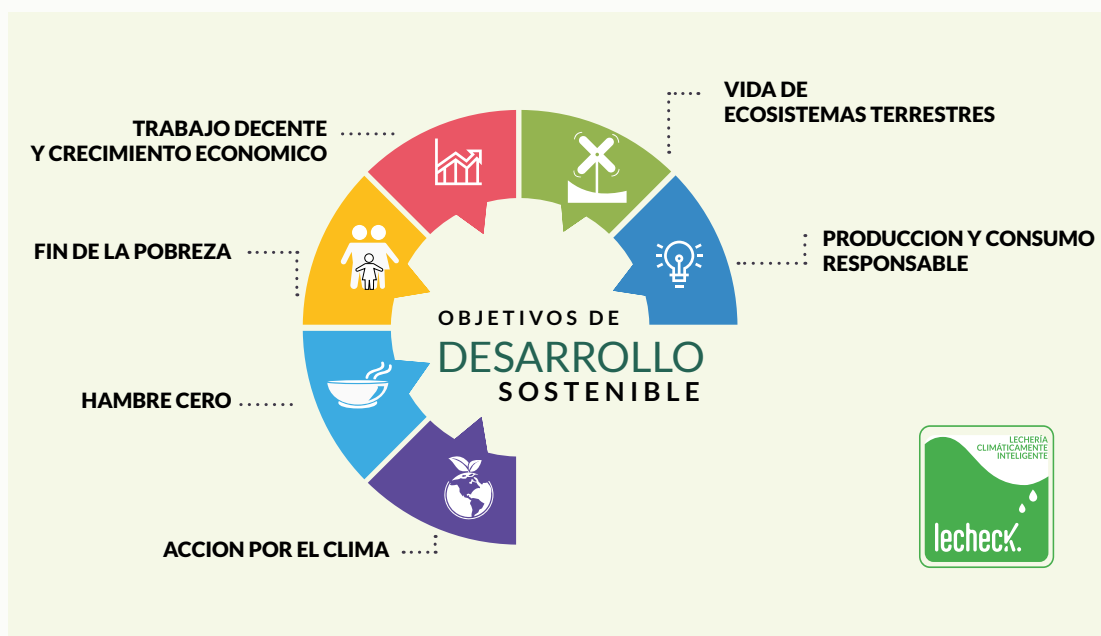 VIDA DE
ECOSISTEMAS TERRESTRES
TRABAJO DECENTE
Y CRECIMIENTO ECONOMICO
PRODUCCION Y CONSUMO
RESPONSABLE
FIN DE LA POBREZA
OBJETIVOS DE
DESARROLLO
SOSTENIBLE
HAMBRE CERO
ACCION POR EL CLIMA
LECHERÍA
CLIMÁTICAMENTE
INTELIGENTE
lecheck.